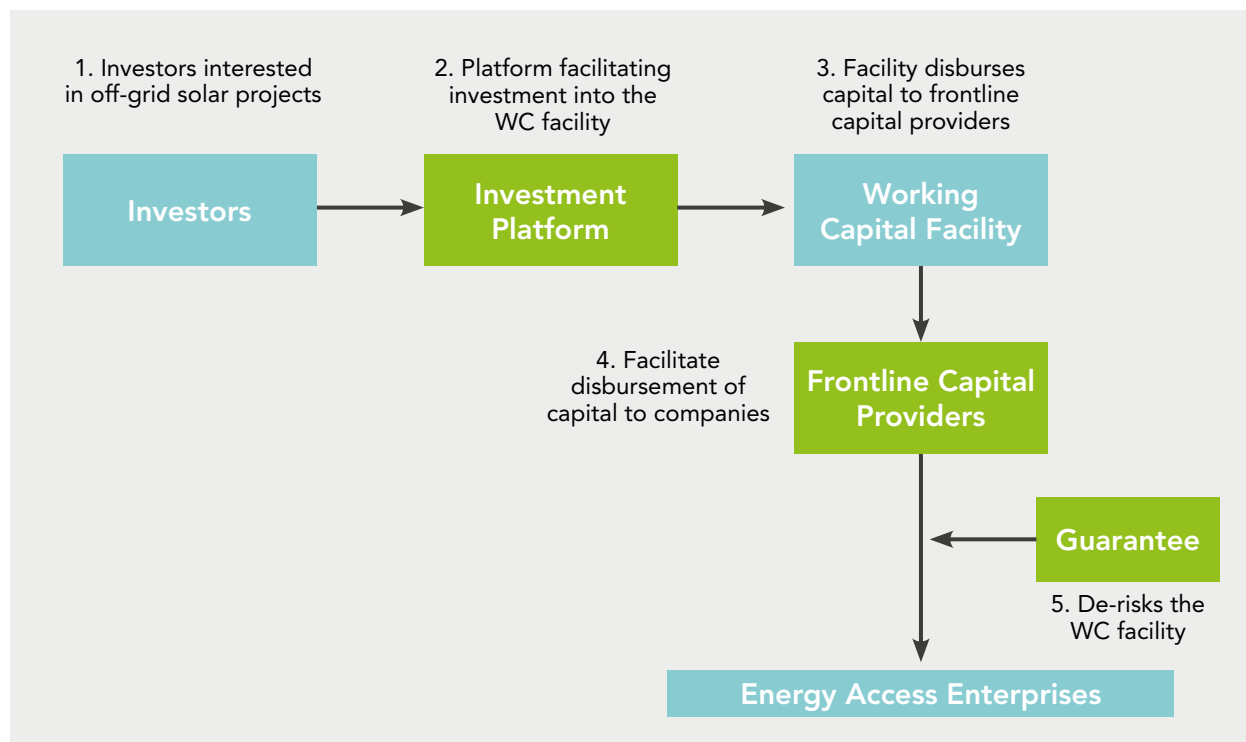 1. Investors interested
in off-grid solar projects
2. Platform facilitating
investment into the
WC facility
3. Facility disburses
capital to frontline
capital providers
Investors
Investment
Platform
Working
Capital Facility
4. Facilitate
disbursement of
capital to companies
Frontline Capital
Providers
Guarantee
5. De-risks the
WC facility
Energy Access Enterprises